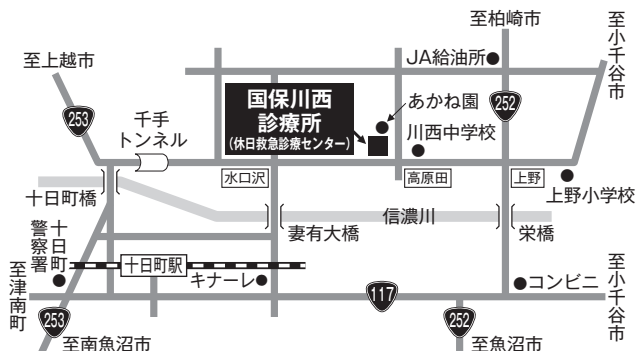 至柏崎市
至小千谷市
至上越市
JA給油所
国保川西
診療所
(休日救急診療センター)
あかね園
252
253
千手
トンネル
川西中学校
水口沢
高原田
上野
十日町橋
上野小学校
信濃川
妻有大橋
栄橋
十日町
警察署
十日町駅
キナーレ
コンビニ
至津南町
117
至小千谷市
253
252
至南魚沼市
至魚沼市